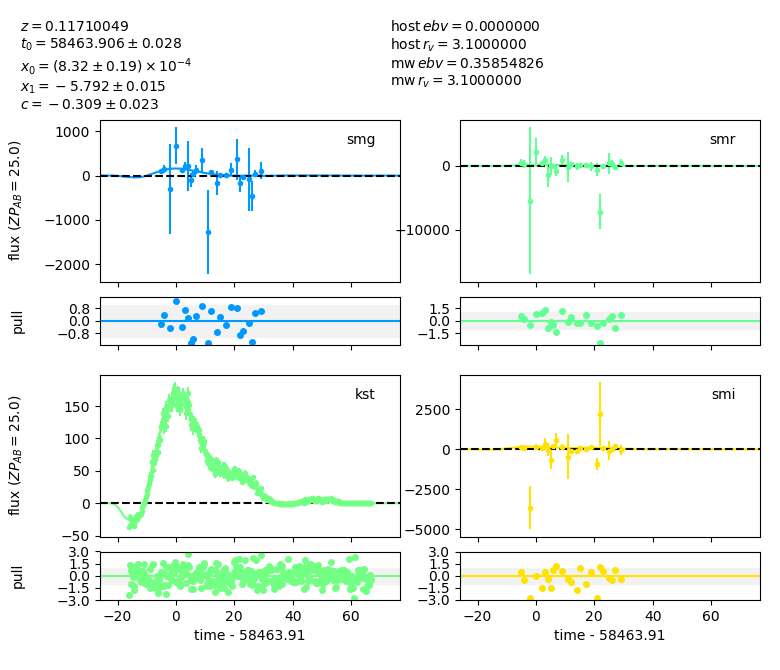 z = 0.11710049
t₀ = 58463.906 ± 0.028
x₀ = (8.32 ± 0.19) × 10⁻⁴
x₁ = −5.792 ± 0.015
c = −0.309 ± 0.023
host ebv = 0.0000000
host r_v = 3.1000000
mw ebv = 0.35854826
mw r_v = 3.1000000
flux (ZP_AB = 25.0)
1000
0
−1000
−2000
smg
0
−10000
smr
pull
0.8
0.0
−0.8
1.5
0.0
−1.5
flux (ZP_AB = 25.0)
150
100
50
0
−50
kst
2500
0
−2500
−5000
smi
pull
3.0
1.5
0.0
−1.5
−3.0
−20 0 20 40 60
time - 58463.91
3.0
1.5
0.0
−1.5
−3.0
−20 0 20 40 60
time - 58463.91